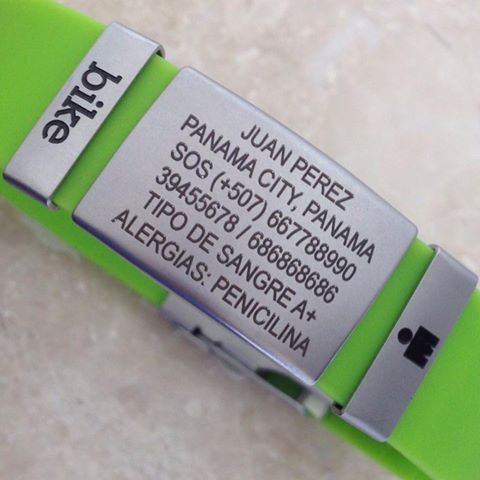 bike
JUAN PEREZ
PANAMA CITY, PANAMA
SOS (+507) 667788990
39455678 / 686868686
TIPO DE SANGRE A+
ALERGIAS: PENICILINA